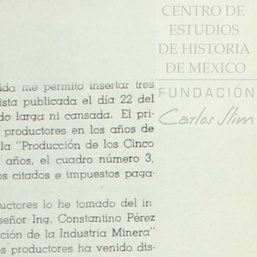 CENTRO DE
ESTUDIOS
DE HISTORIA
DE MEXICO
FUNDACIÓN
Carlos Slim
ida me permito insertar tres
ista publicada el día 22 del
do larga ni cansada. El pri-
productores en los años de
la "Producción de los Cinco
años, el cuadro número 3,
os citados e impuestos paga-
uctores lo he tomado del in
señor Ing. Constantino Pérez
ción de la Industria Minera"
os productores ha venido dis-